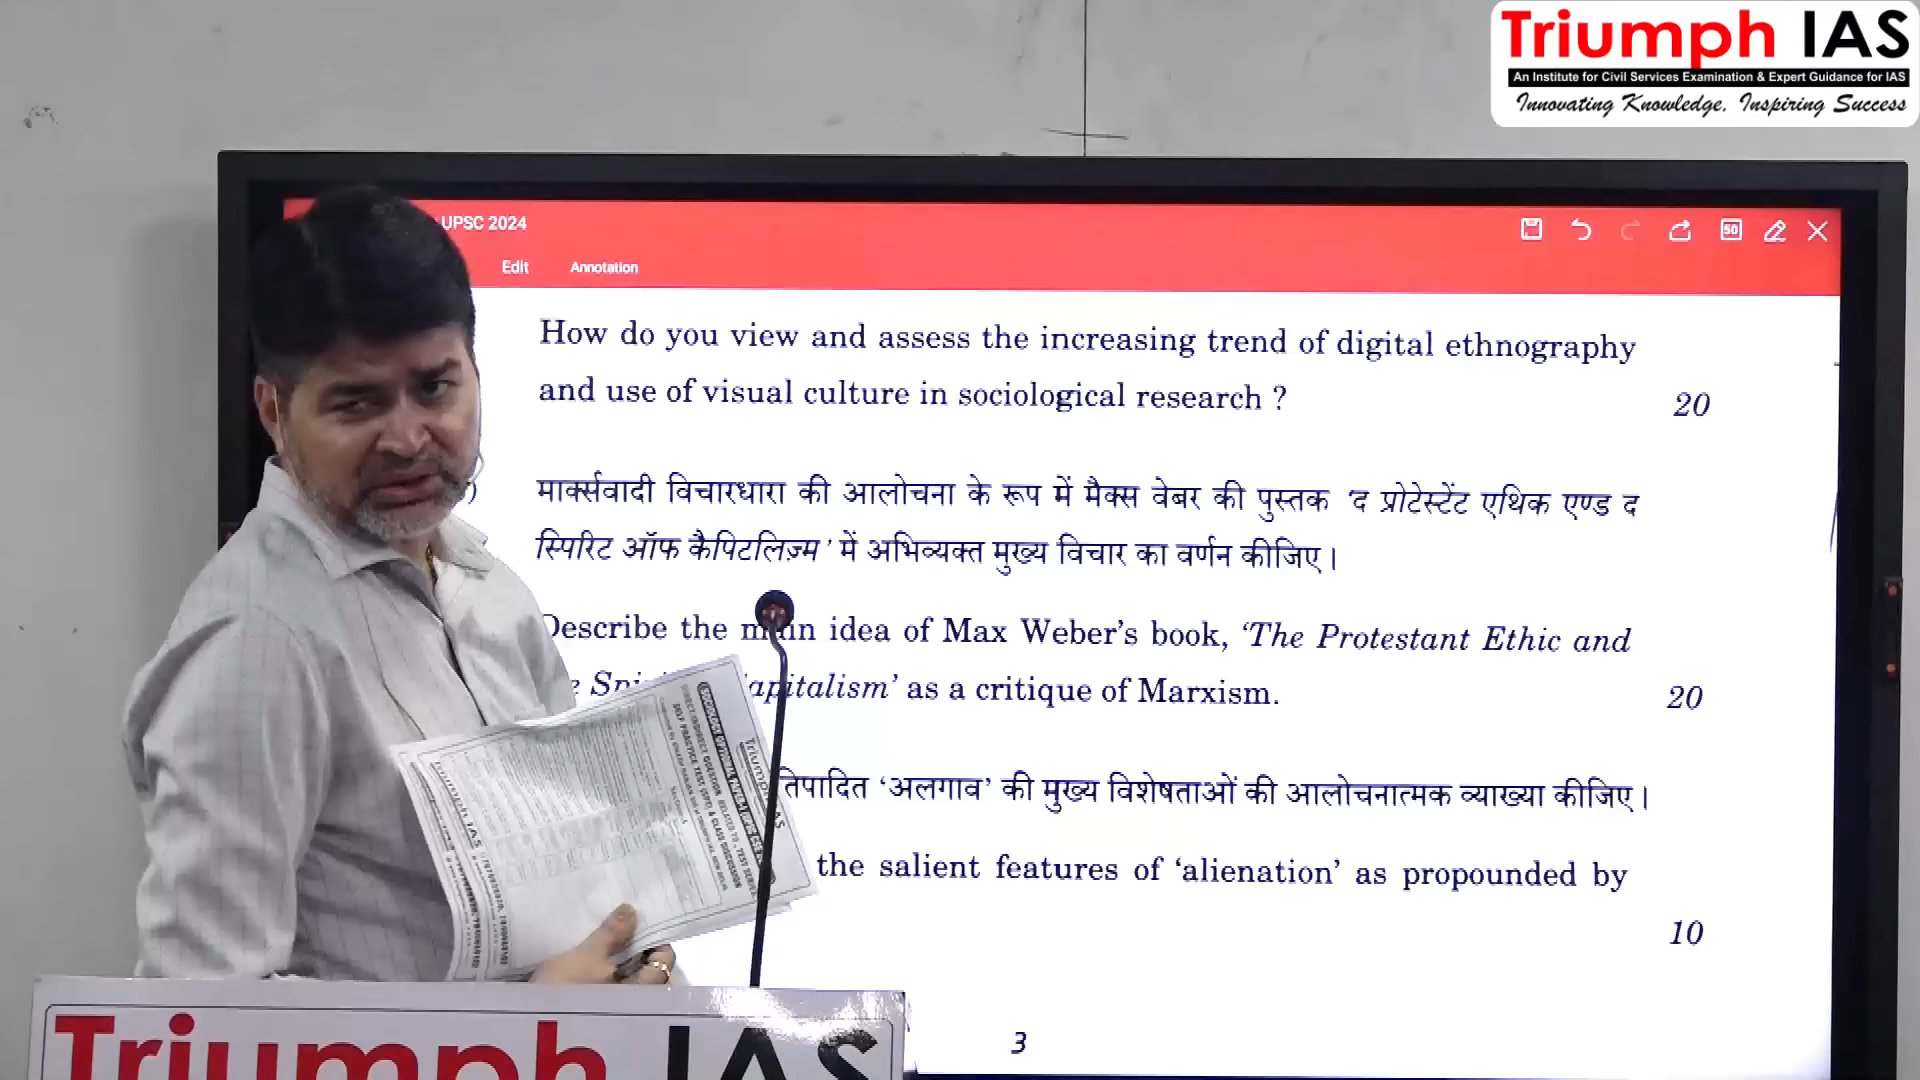 Triumph IAS
An Institute for Civil Services Examination & Expert Guidance for IAS
Innovating Knowledge, Inspiring Success
UPSC 2024
50
Edit Annotation
How do you view and assess the increasing trend of digital ethnography
and use of visual culture in sociological research ?
20
मार्क्सवादी विचारधारा की आलोचना के रूप में मैक्स वेबर की पुस्तक 'द प्रोटेस्टेंट एथिक एण्ड द
स्पिरिट ऑफ कैपिटलिज़्म' में अभिव्यक्त मुख्य विचार का वर्णन कीजिए।
Describe the main idea of Max Weber's book, 'The Protestant Ethic and
Capitalism' as a critique of Marxism.
20
'अलगाव' की मुख्य विशेषताओं की आलोचनात्मक व्याख्या कीजिए।
the salient features of 'alienation' as propounded by
10
3
Triumph IAS